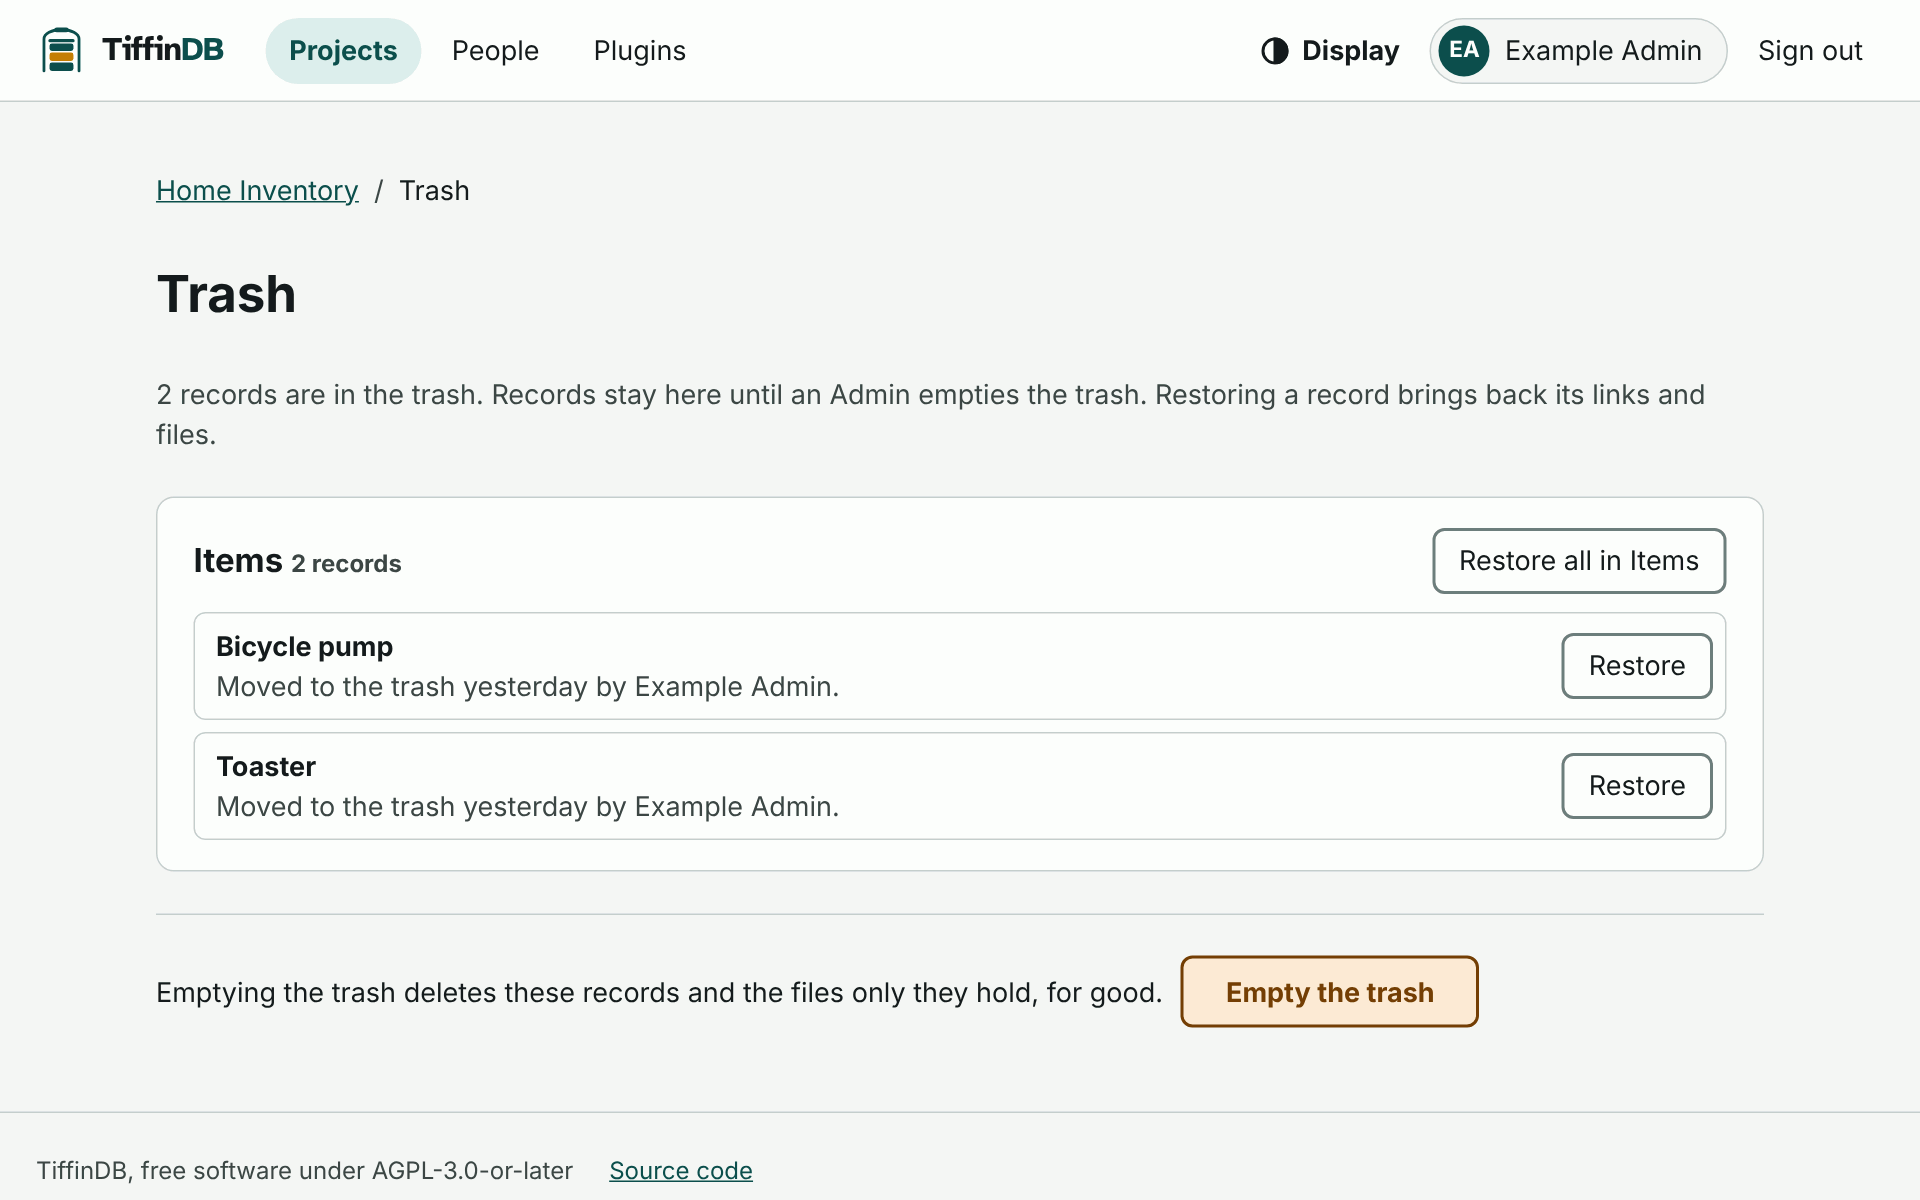 TiffinDB
Projects
People
Plugins
Display
EA
Example Admin
Sign out
Home Inventory / Trash
Trash
2 records are in the trash. Records stay here until an Admin empties the trash. Restoring a record brings back its links and
files.
Items 2 records
Restore all in Items
Bicycle pump
Moved to the trash yesterday by Example Admin.
Restore
Toaster
Moved to the trash yesterday by Example Admin.
Restore
Emptying the trash deletes these records and the files only they hold, for good.
Empty the trash
TiffinDB, free software under AGPL-3.0-or-later
Source code